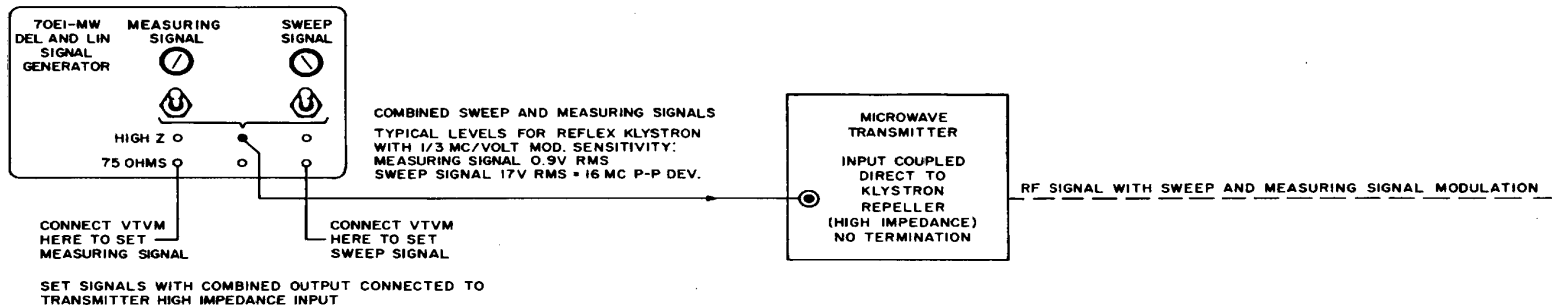 70E1-MW
DEL AND LIN
SIGNAL
GENERATOR
MEASURING
SIGNAL
SWEEP
SIGNAL
HIGH Z
75 OHMS
CONNECT VTVM
HERE TO SET
MEASURING SIGNAL
CONNECT VTVM
HERE TO SET
SWEEP SIGNAL
SET SIGNALS WITH COMBINED OUTPUT CONNECTED TO
TRANSMITTER HIGH IMPEDANCE INPUT
COMBINED SWEEP AND MEASURING SIGNALS
TYPICAL LEVELS FOR REFLEX KLYSTRON
WITH 1/3 MC/VOLT MOD. SENSITIVITY:
MEASURING SIGNAL 0.9V RMS
SWEEP SIGNAL 17V RMS = 16 MC P-P DEV.
MICROWAVE
TRANSMITTER
INPUT COUPLED
DIRECT TO
KLYSTRON
REPELLER
(HIGH IMPEDANCE)
NO TERMINATION
RF SIGNAL WITH SWEEP AND MEASURING SIGNAL MODULATION